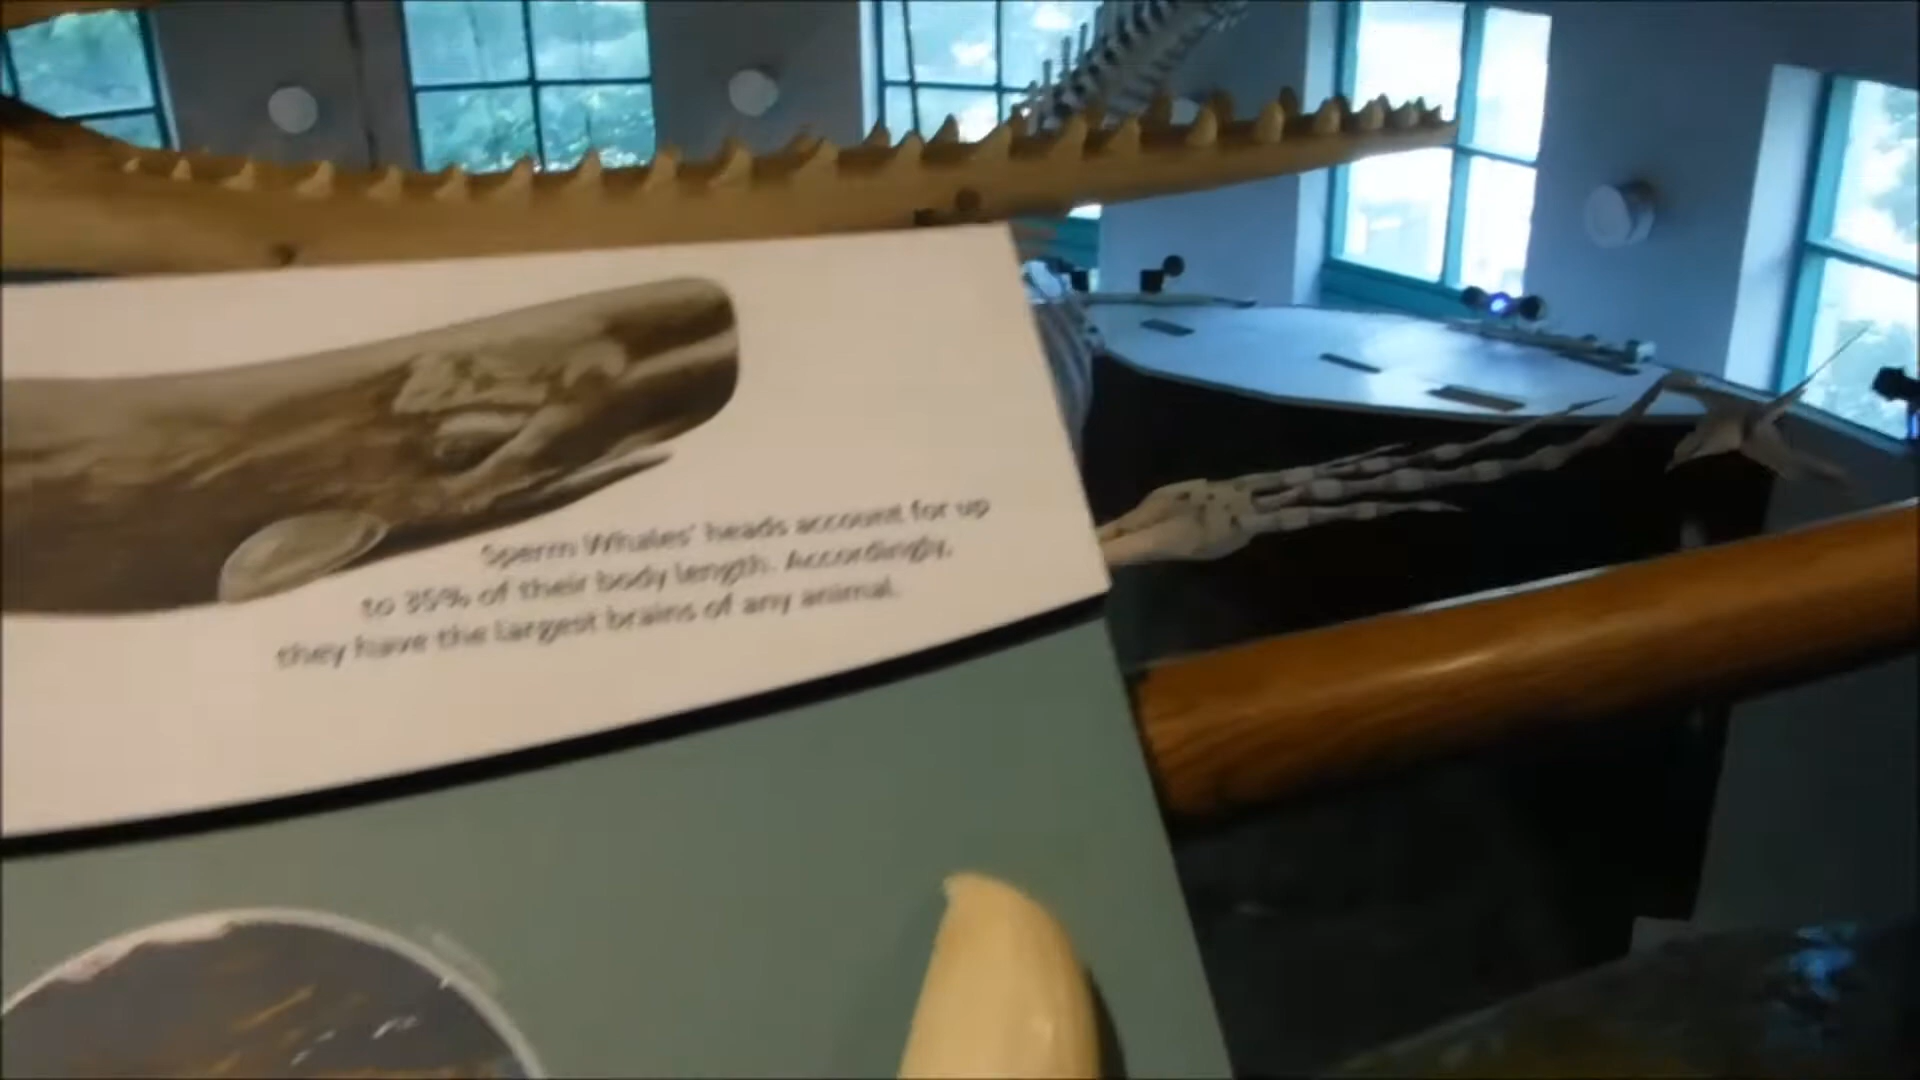 Sperm Whales' heads account for up
to 35% of their body length. Accordingly,
they have the largest brains of any animal.